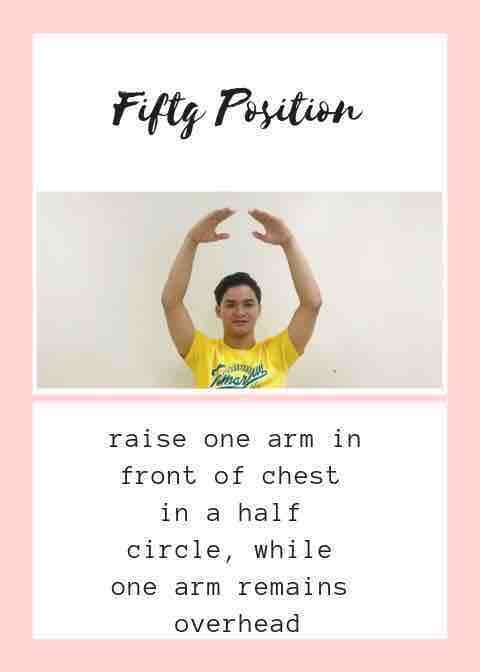 Fiftg Position
raise one arm in
front of chest
in a half
circle, while
one arm remains
overhead